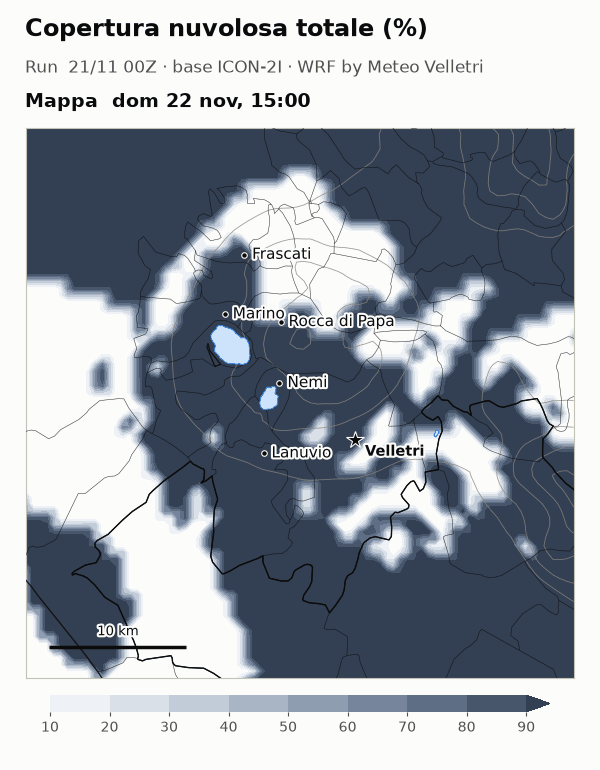 Copertura nuvolosa totale (%)
Run 21/11 00Z · base ICON-2I · WRF by Meteo Velletri
Mappa dom 22 nov, 15:00
Frascati
Marino
Rocca di Papa
Nemi
Velletri
Lanuvio
10 km
10 20 30 40 50 60 70 80 90